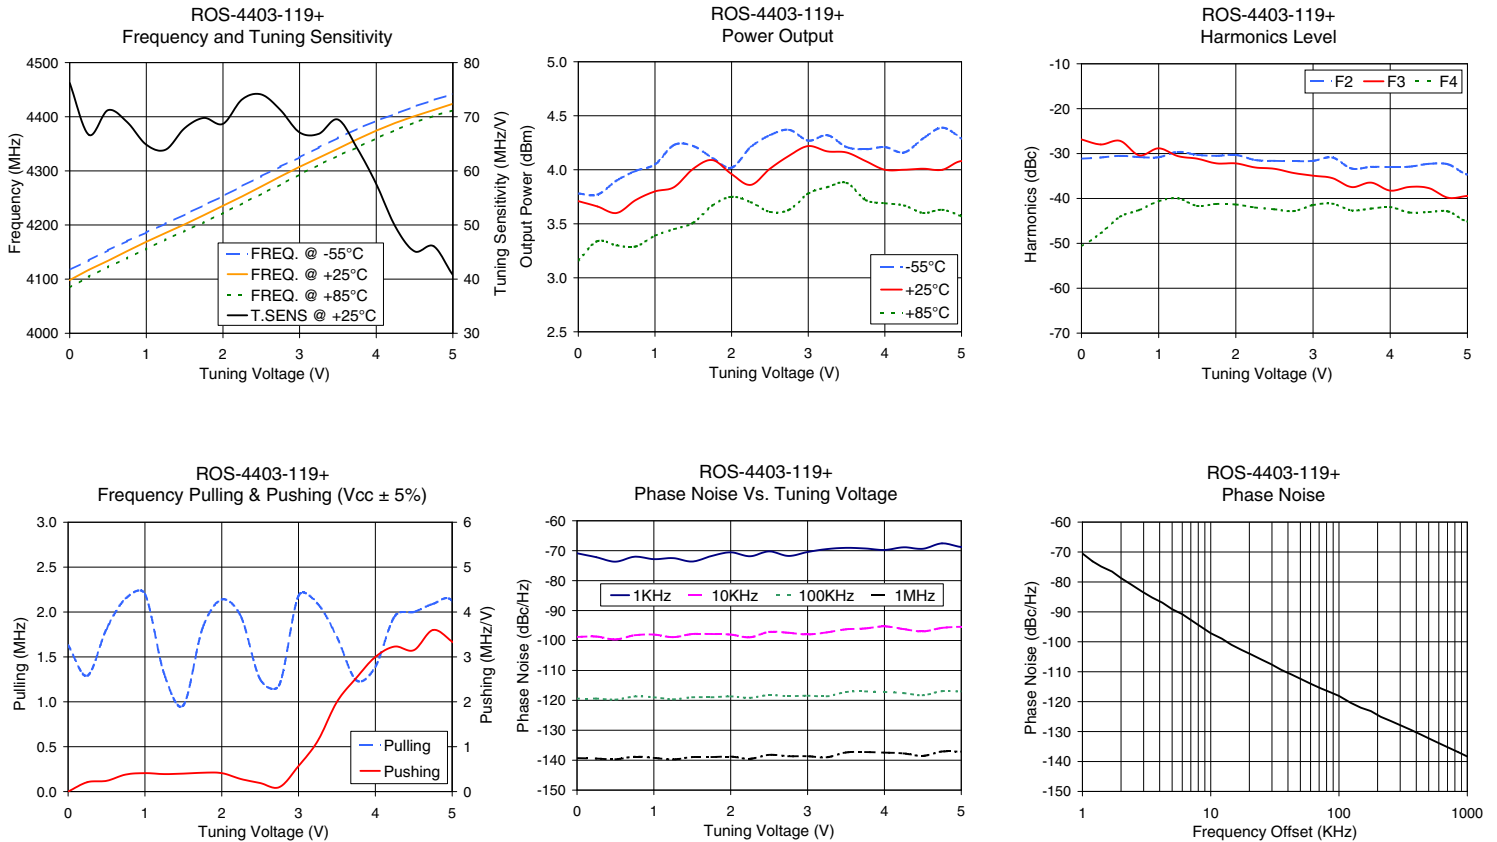 ROS-4403-119+
Frequency and Tuning Sensitivity
4500
4400
4300
4200
4100
4000
80
70
60
50
40
30
0 1 2 3 4 5
Frequency (MHz)
Tuning Sensitivity (MHz/V)
Tuning Voltage (V)
FREQ. @ -55°C
FREQ. @ +25°C
FREQ. @ +85°C
T.SENS @ +25°C
ROS-4403-119+
Power Output
5.0
4.5
4.0
3.5
3.0
2.5
0 1 2 3 4 5
Output Power (dBm)
Tuning Voltage (V)
-55°C
+25°C
+85°C
ROS-4403-119+
Harmonics Level
-10
-20
-30
-40
-50
-60
-70
0 1 2 3 4 5
Harmonics (dBc)
Tuning Voltage (V)
F2 F3 F4
ROS-4403-119+
Frequency Pulling & Pushing (Vcc ± 5%)
3.0
2.5
2.0
1.5
1.0
0.5
0.0
6
5
4
3
2
1
0
0 1 2 3 4 5
Pulling (MHz)
Pushing (MHz/V)
Tuning Voltage (V)
Pulling
Pushing
ROS-4403-119+
Phase Noise Vs. Tuning Voltage
-60
-70
-80
-90
-100
-110
-120
-130
-140
-150
0 1 2 3 4 5
Phase Noise (dBc/Hz)
Tuning Voltage (V)
1KHz 10KHz 100KHz 1MHz
ROS-4403-119+
Phase Noise
-60
-70
-80
-90
-100
-110
-120
-130
-140
-150
1 10 100 1000
Phase Noise (dBc/Hz)
Frequency Offset (KHz)